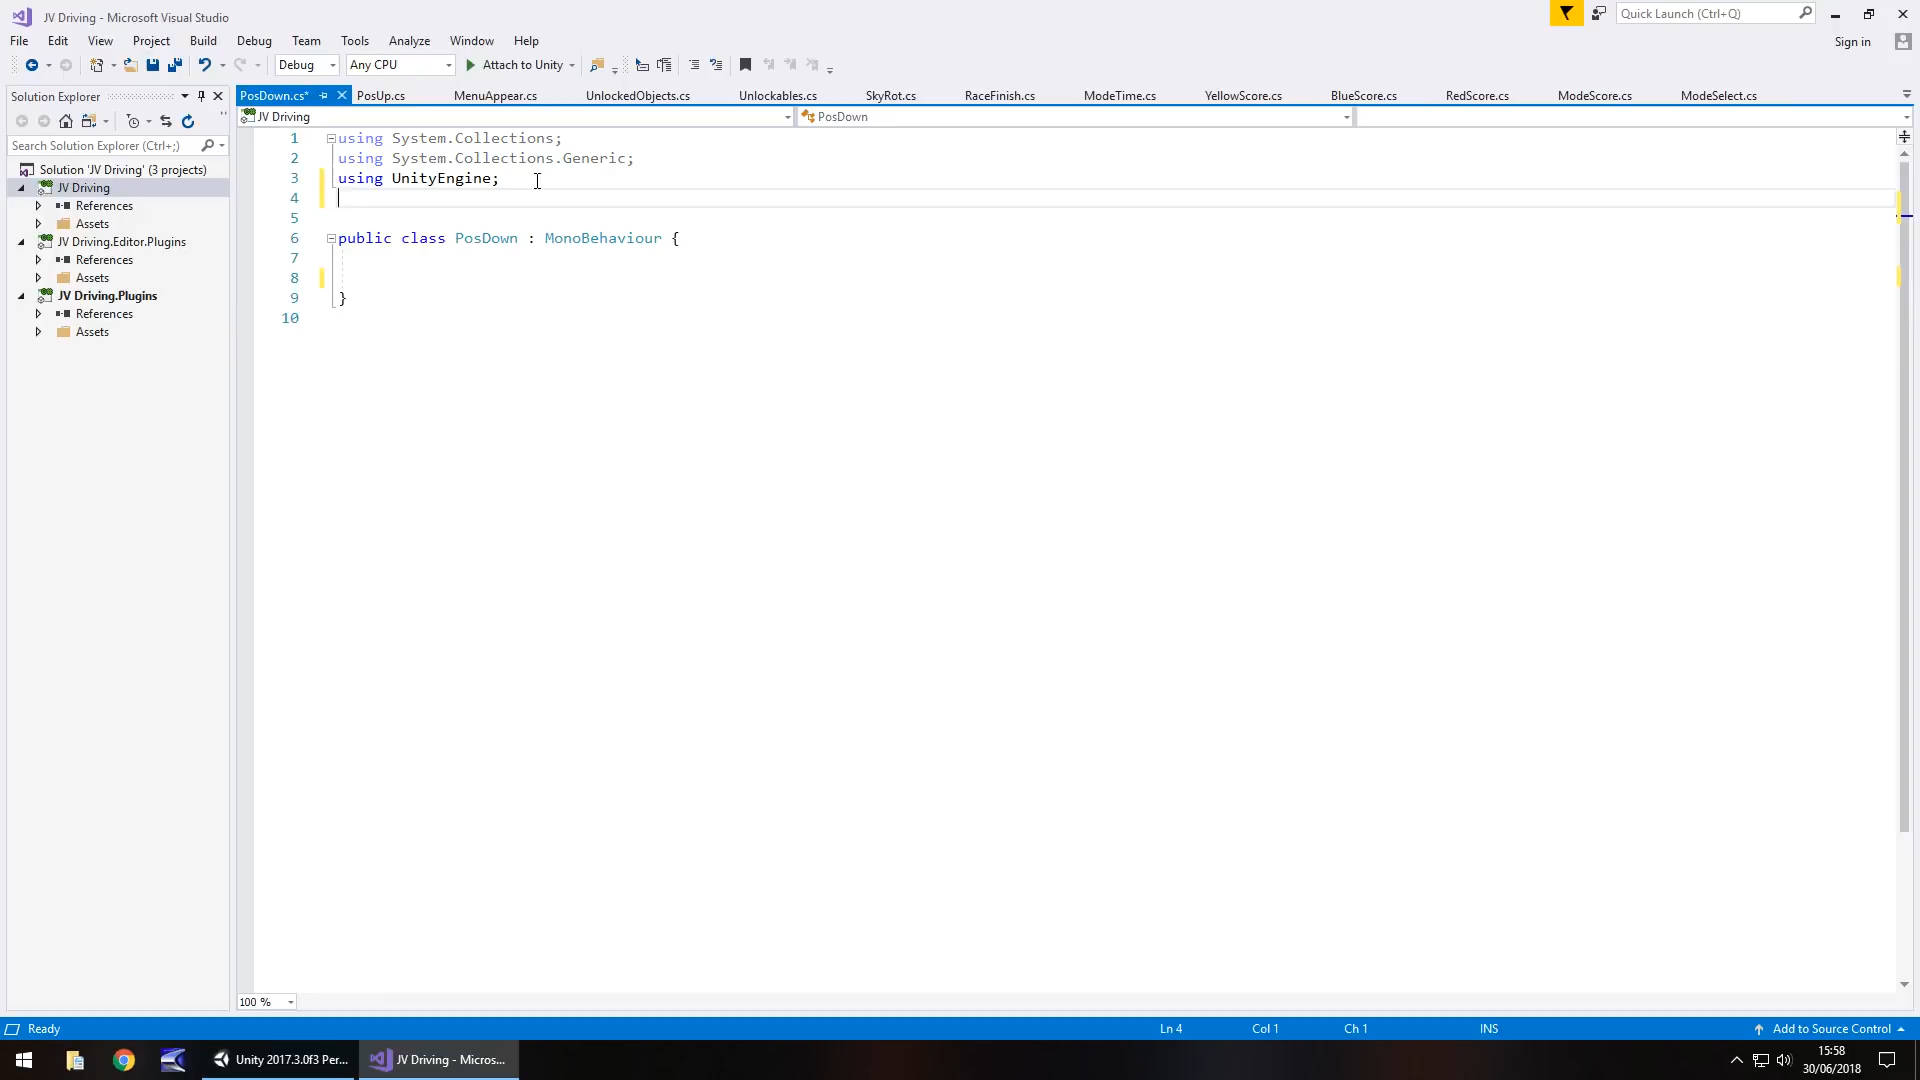 JV Driving - Microsoft Visual Studio
Quick Launch (Ctrl+Q)
File Edit View Project Build Debug Team Tools Analyze Window Help
Sign in
Debug Any CPU Attach to Unity
Solution Explorer
PosDown.cs* PosUp.cs MenuAppear.cs UnlockedObjects.cs Unlockables.cs SkyRot.cs RaceFinish.cs ModeTime.cs YellowScore.cs BlueScore.cs RedScore.cs ModeScore.cs ModeSelect.cs
JV Driving PosDown
Search Solution Explorer (Ctrl+;)
Solution 'JV Driving' (3 projects)
JV Driving
References
Assets
JV Driving.Editor.Plugins
References
Assets
JV Driving.Plugins
References
Assets
1 using System.Collections;
2 using System.Collections.Generic;
3 using UnityEngine;
4
5
6 public class PosDown : MonoBehaviour {
7
8
9 }
10
100 %
Ready Ln 4 Col 1 Ch 1 INS Add to Source Control
Unity 2017.3.0f3 Per... JV Driving - Micros...
15:58
30/06/2018